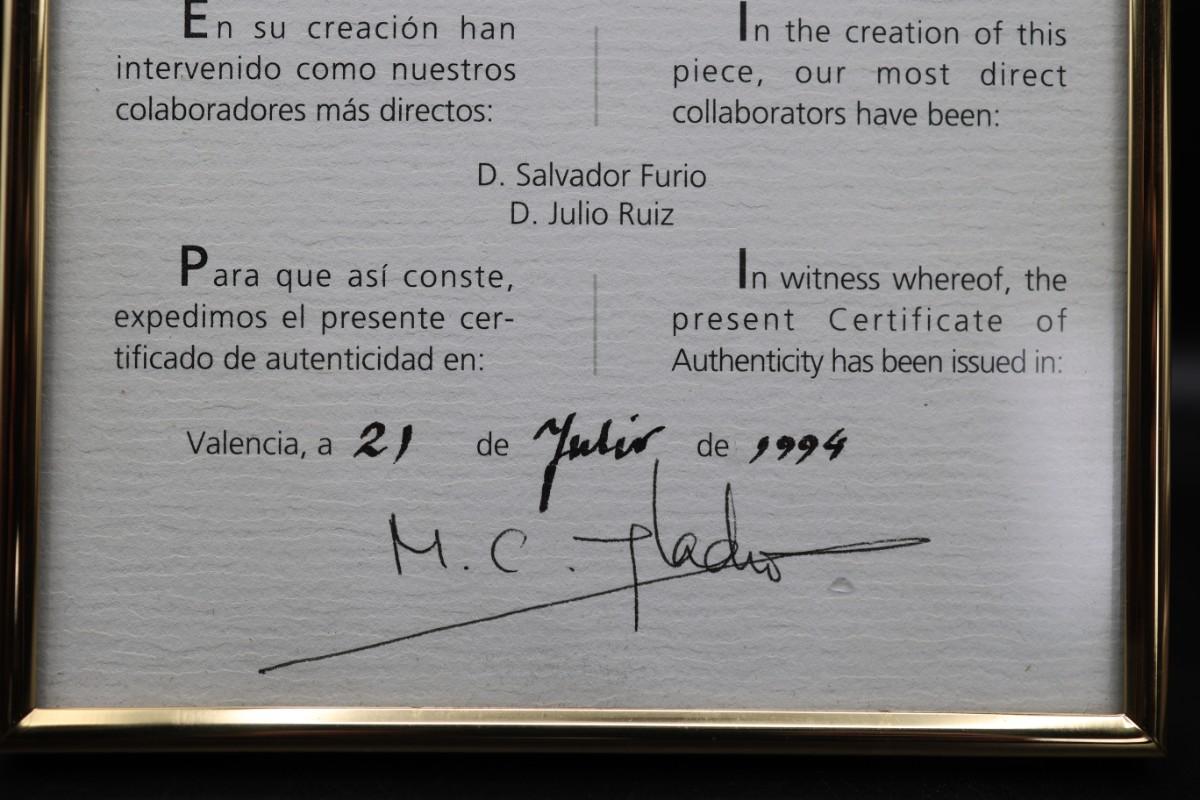 En su creación han
intervenido como nuestros
colaboradores más directos:
In the creation of this
piece, our most direct
collaborators have been:
D. Salvador Furio
D. Julio Ruiz
Para que así conste,
expedimos el presente cer-
tificado de autenticidad en:
In witness whereof, the
present Certificate of
Authenticity has been issued in:
Valencia, a 21 de Julio de 1994
M. C.